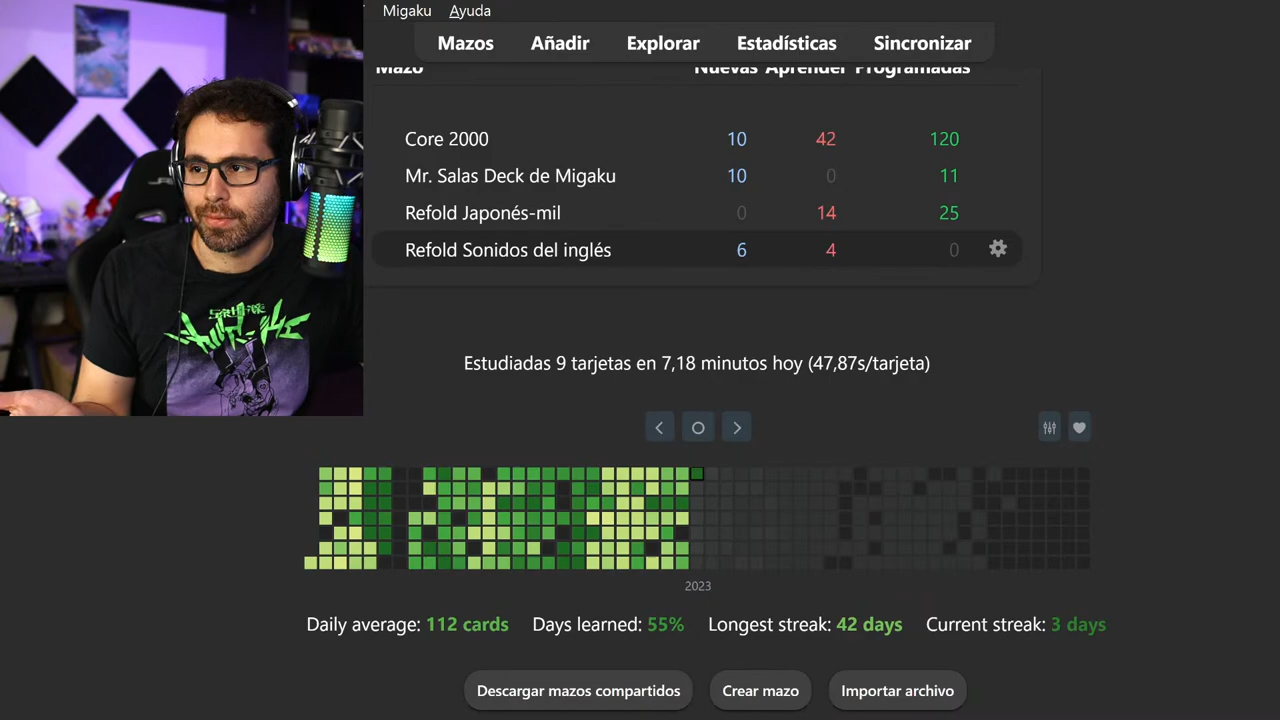 Migaku Ayuda
Mazos Añadir Explorar Estadísticas Sincronizar
Mazo Nuevas Aprender Programadas
Core 2000 10 42 120
Mr. Salas Deck de Migaku 10 0 11
Refold Japonés-mil 0 14 25
Refold Sonidos del inglés 6 4 0
Estudiadas 9 tarjetas en 7,18 minutos hoy (47,87s/tarjeta)
2023
Daily average: 112 cards Days learned: 55% Longest streak: 42 days Current streak: 3 days
Descargar mazos compartidos Crear mazo Importar archivo